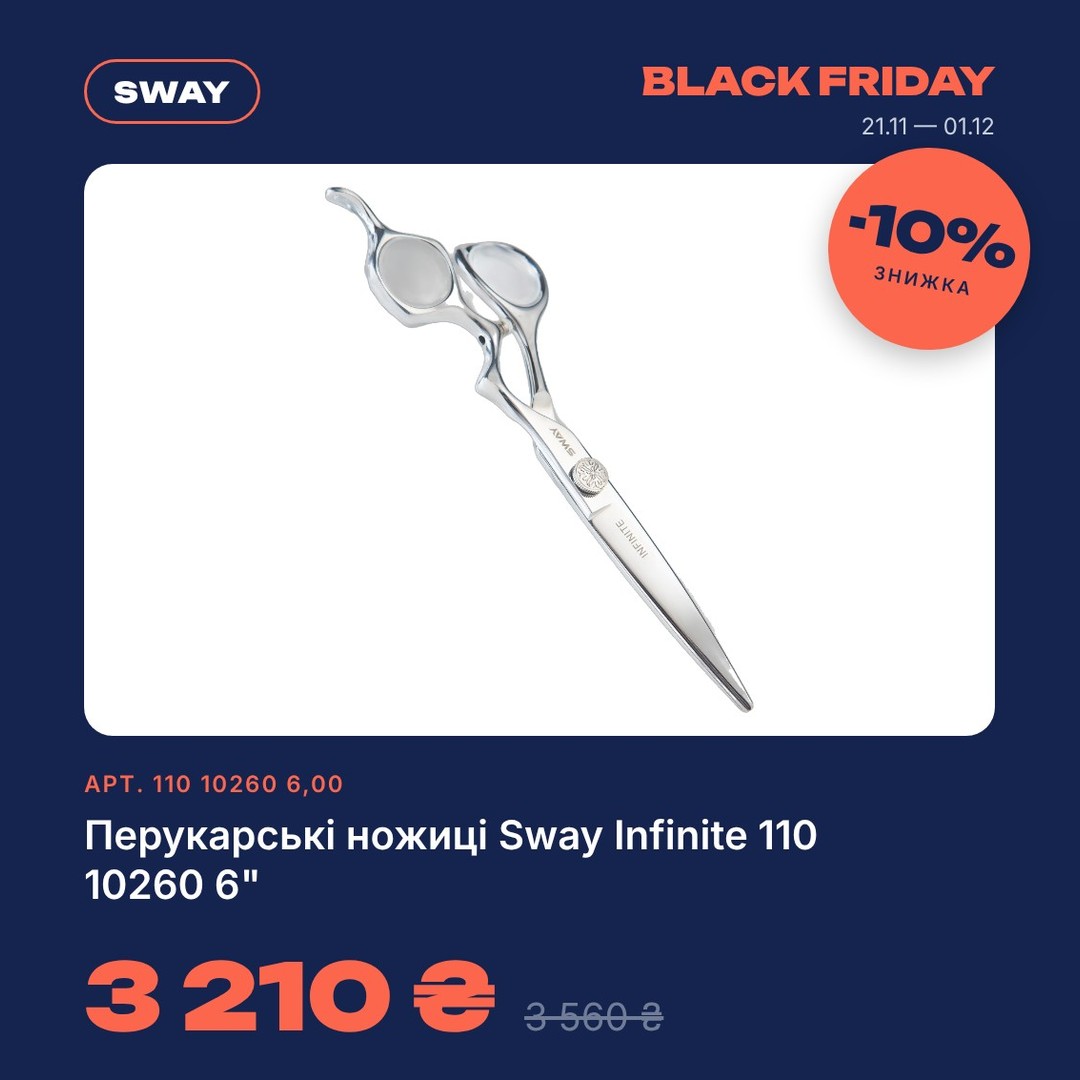 SWAY
BLACK FRIDAY
21.11 — 01.12
-10%
ЗНИЖКА
SWAY
INFINITE
АРТ. 110 10260 6,00
Перукарські ножиці Sway Infinite 110
10260 6"
3 210 ₴
3 560 ₴